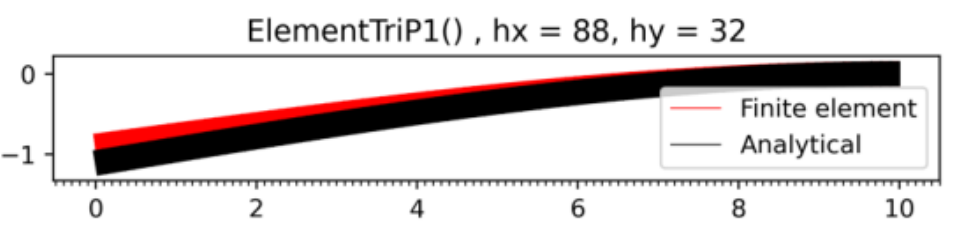 ElementTriP1() , hx = 88, hy = 32
0
−1
Finite element
Analytical
0 2 4 6 8 10